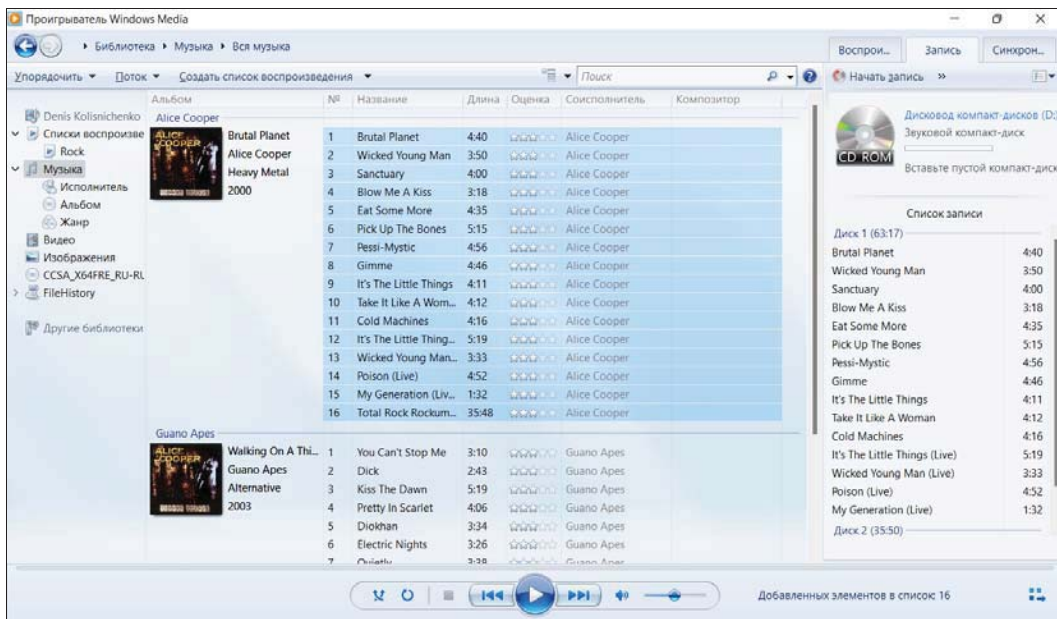 Проигрыватель Windows Media
Библиотека Музыка Вся музыка
Воспрои... Запись Синхрон...
Упорядочить Поток Создать список воспроизведения Поиск Начать запись »
Альбом № Название Длина Оценка Соисполнитель Композитор
Denis Kolisnichenko
Списки воспроизве
Rock
Музыка
Исполнитель
Альбом
Жанр
Видео
Изображения
CCSA_X64FRE_RU-RU
FileHistory
Другие библиотеки
Alice Cooper
ALICE COOPER
Brutal Planet
Alice Cooper
Heavy Metal
2000
1 Brutal Planet 4:40 Alice Cooper
2 Wicked Young Man 3:50 Alice Cooper
3 Sanctuary 4:00 Alice Cooper
4 Blow Me A Kiss 3:18 Alice Cooper
5 Eat Some More 4:35 Alice Cooper
6 Pick Up The Bones 5:15 Alice Cooper
7 Pessi-Mystic 4:56 Alice Cooper
8 Gimme 4:46 Alice Cooper
9 It's The Little Things 4:11 Alice Cooper
10 Take It Like A Wom... 4:12 Alice Cooper
11 Cold Machines 4:16 Alice Cooper
12 It's The Little Thing... 5:19 Alice Cooper
13 Wicked Young Man... 3:33 Alice Cooper
14 Poison (Live) 4:52 Alice Cooper
15 My Generation (Liv... 1:32 Alice Cooper
16 Total Rock Rockum... 35:48 Alice Cooper
Guano Apes
ALICE COOPER
Walking On A Thi...
Guano Apes
Alternative
2003
1 You Can't Stop Me 3:10 Guano Apes
2 Dick 2:43 Guano Apes
3 Kiss The Dawn 5:19 Guano Apes
4 Pretty In Scarlet 4:06 Guano Apes
5 Diokhan 3:34 Guano Apes
6 Electric Nights 3:26 Guano Apes
7 Quietly 3:38 Guano Apes
CD ROM
Дисковод компакт-дисков (D:
Звуковой компакт-диск
Вставьте пустой компакт-диск
Список записи
Диск 1 (63:17)
Brutal Planet 4:40
Wicked Young Man 3:50
Sanctuary 4:00
Blow Me A Kiss 3:18
Eat Some More 4:35
Pick Up The Bones 5:15
Pessi-Mystic 4:56
Gimme 4:46
It's The Little Things 4:11
Take It Like A Woman 4:12
Cold Machines 4:16
It's The Little Things (Live) 5:19
Wicked Young Man (Live) 3:33
Poison (Live) 4:52
My Generation (Live) 1:32
Диск 2 (35:50)
Добавленных элементов в список: 16